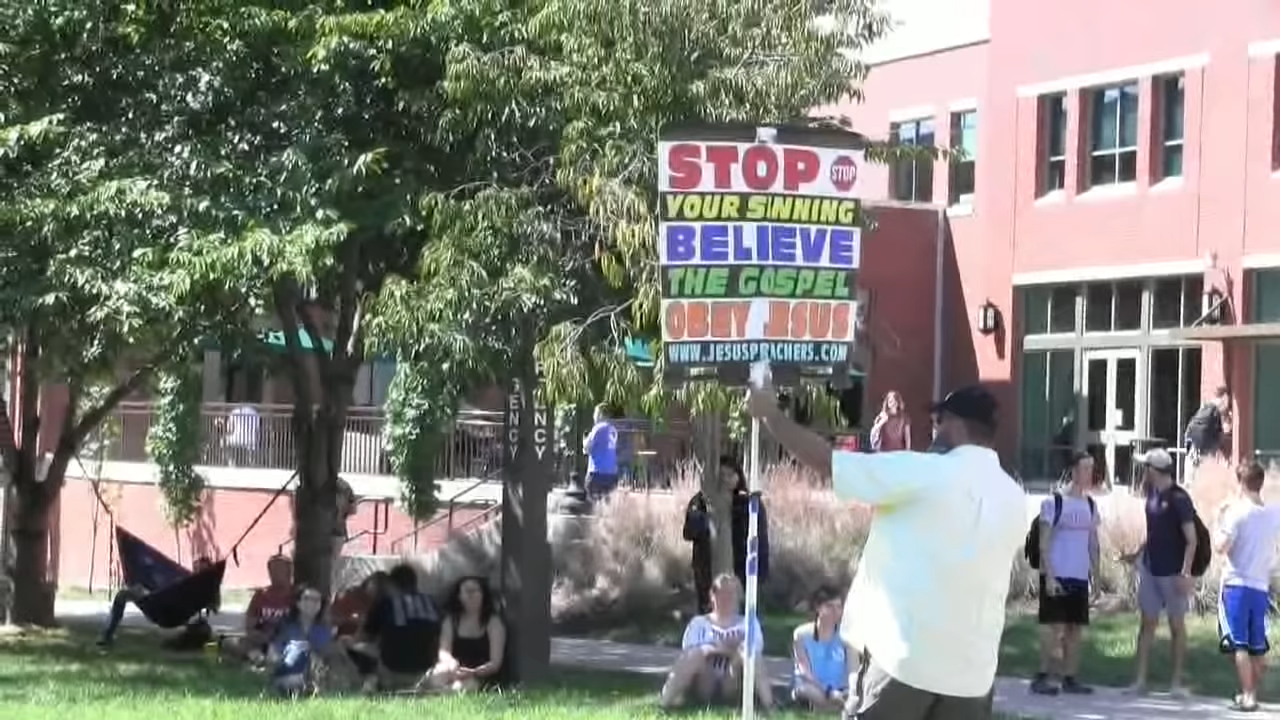 STOP STOP
YOUR SINNING
BELIEVE
THE GOSPEL
OBEY JESUS
WWW.JESUSPREACHERS.COM